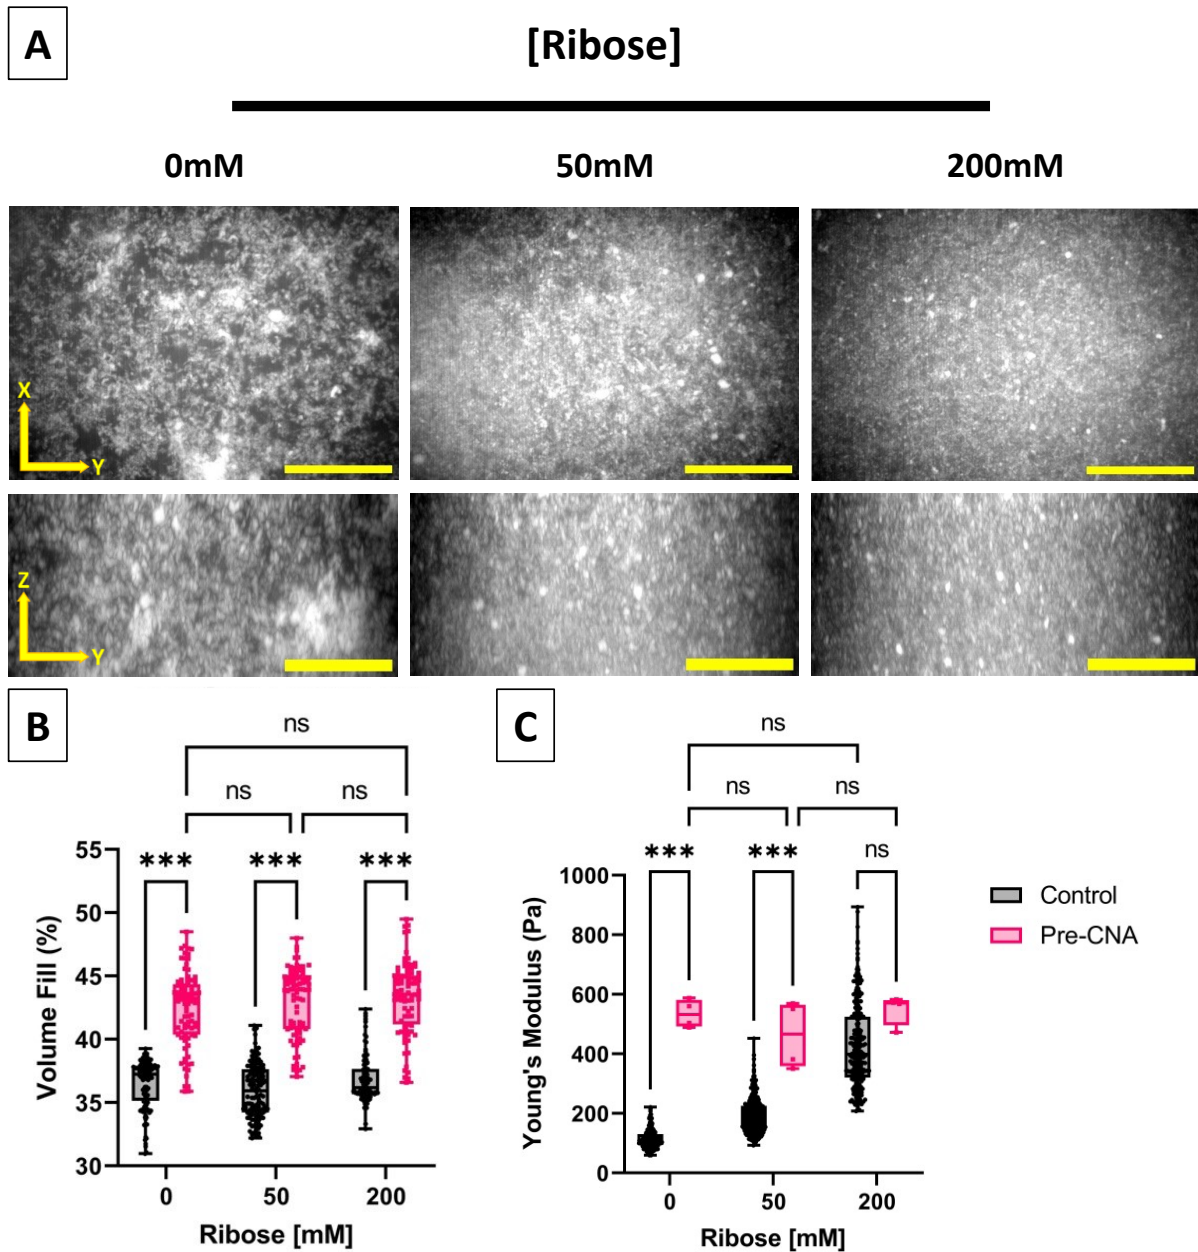 A
[Ribose]
0mM
50mM
200mM
X
Y
Z
Y
B
ns
ns
ns
***
***
***
55
50
45
40
35
30
Volume Fill (%)
0
50
200
Ribose [mM]
C
ns
ns
ns
***
***
ns
1000
800
600
400
200
0
Young's Modulus (Pa)
0
50
200
Ribose [mM]
Control
Pre-CNA